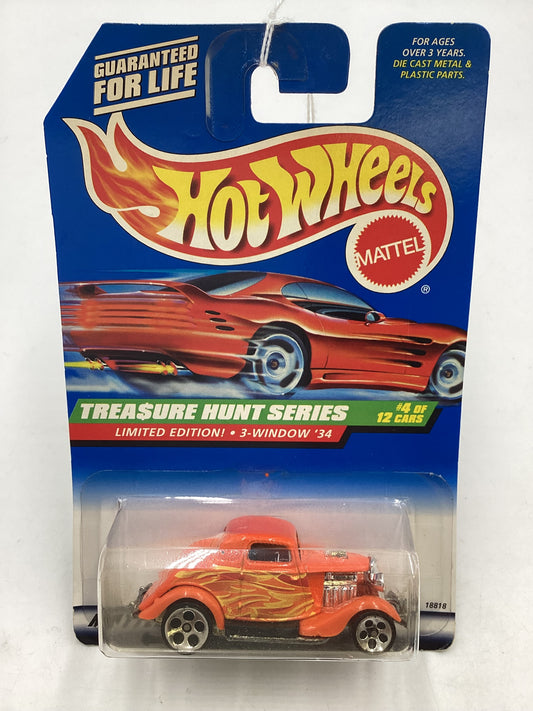 GUARANTEED
FOR LIFE
FOR AGES
OVER 3 YEARS.
DIE CAST METAL &
PLASTIC PARTS.
HOT WHEELS
MATTEL
®
TREA$URE HUNT SERIES
#4 OF
12 CARS
LIMITED EDITION! • 3-WINDOW '34
18818